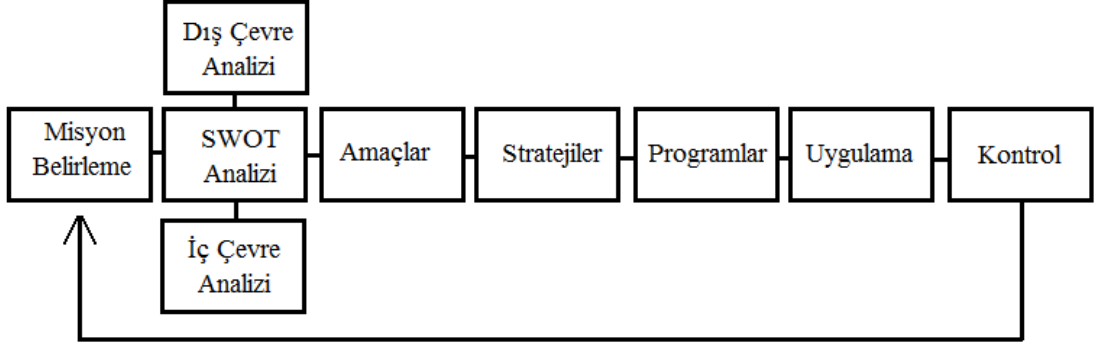 Dış Çevre
Analizi
Misyon
Belirleme
SWOT
Analizi
Amaçlar
Stratejiler
Programlar
Uygulama
Kontrol
İç Çevre
Analizi